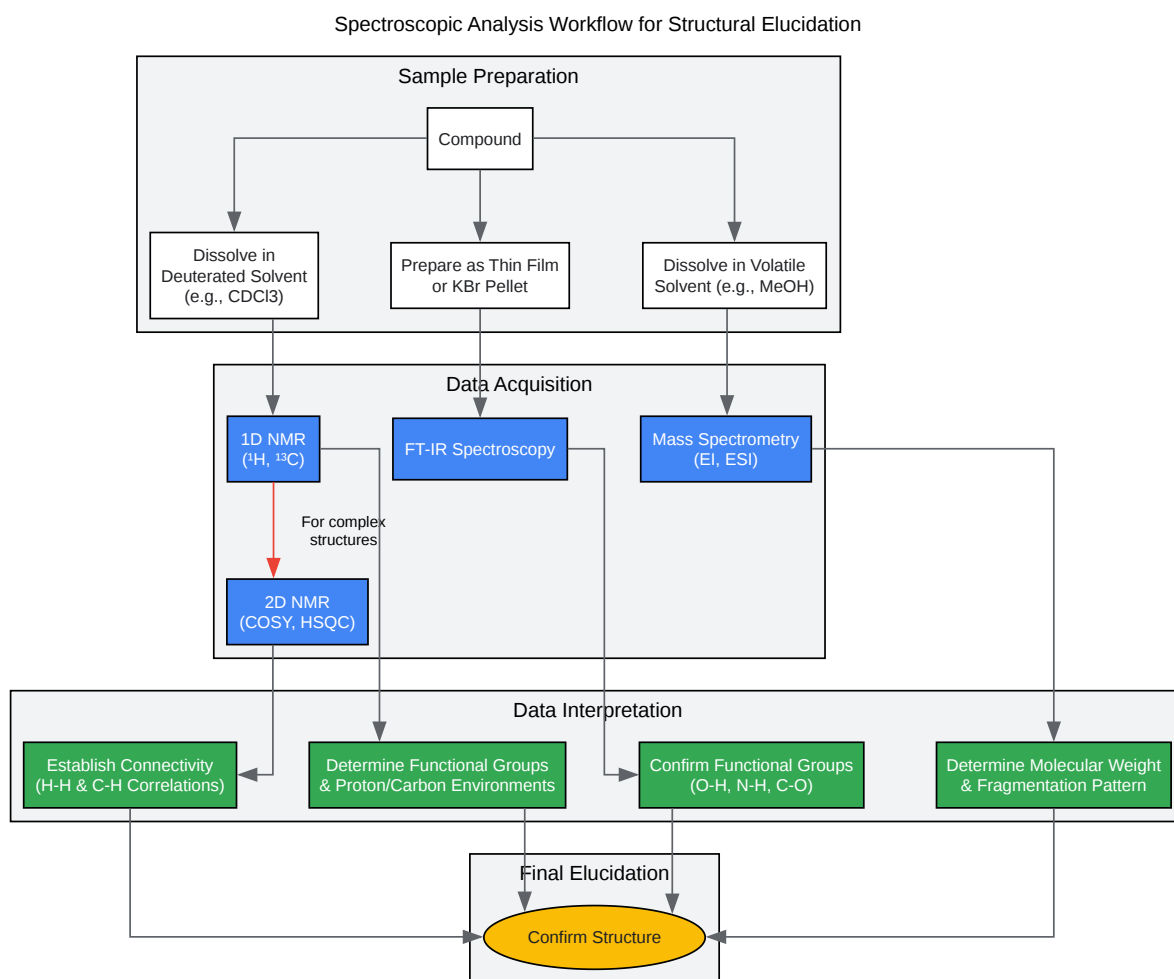 Spectroscopic Analysis Workflow for Structural Elucidation
Sample Preparation
Compound
Dissolve in
Deuterated Solvent
(e.g., CDCl3)
Prepare as Thin Film
or KBr Pellet
Dissolve in Volatile
Solvent (e.g., MeOH)
Data Acquisition
1D NMR
(¹H, ¹³C)
FT-IR Spectroscopy
Mass Spectrometry
(EI, ESI)
For complex
structures
2D NMR
(COSY, HSQC)
Data Interpretation
Establish Connectivity
(H-H & C-H Correlations)
Determine Functional Groups
& Proton/Carbon Environments
Confirm Functional Groups
(O-H, N-H, C-O)
Determine Molecular Weight
& Fragmentation Pattern
Final Elucidation
Confirm Structure